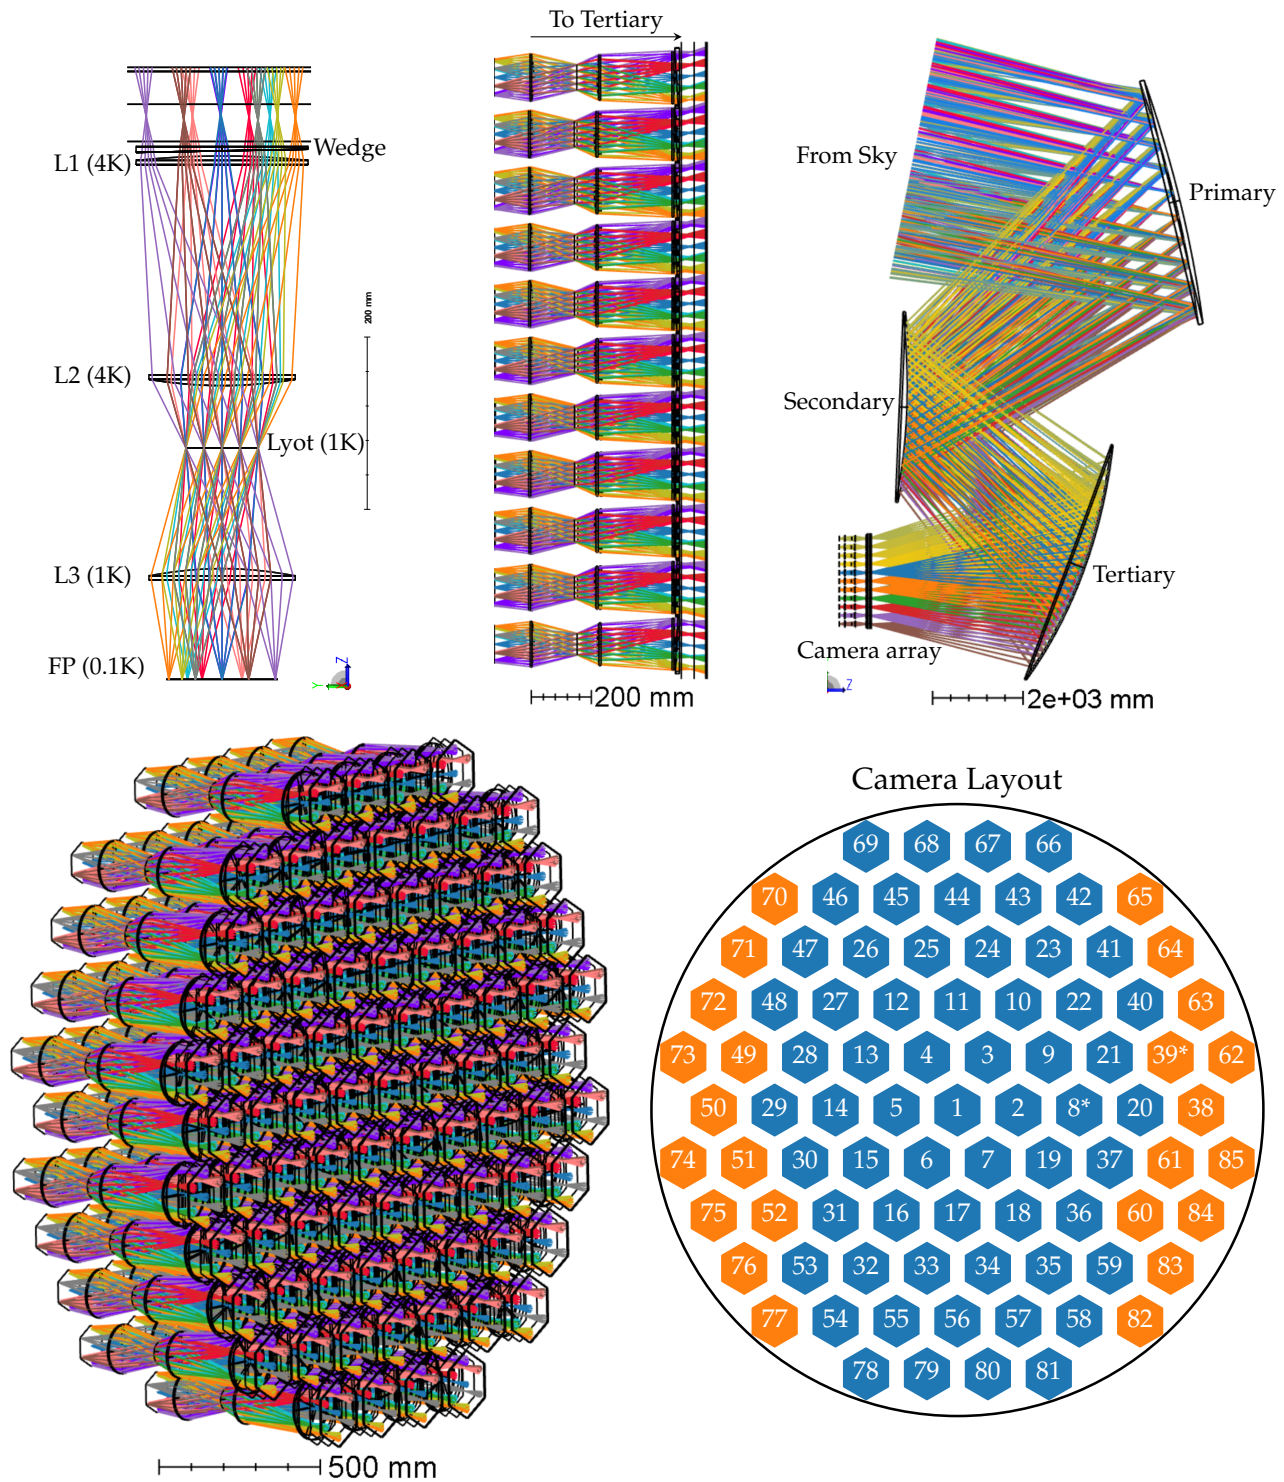 To Tertiary
Wedge
L1 (4K)
200 mm
L2 (4K)
Lyot (1K)
L3 (1K)
FP (0.1K)
Z
Y
200 mm
From Sky
Primary
Secondary
Tertiary
Camera array
Z
2e+03 mm
500 mm
Camera Layout
69 68 67 66
70 46 45 44 43 42 65
71 47 26 25 24 23 41 64
72 48 27 12 11 10 22 40 63
73 49 28 13 4 3 9 21 39* 62
50 29 14 5 1 2 8* 20 38
74 51 30 15 6 7 19 37 61 85
75 52 31 16 17 18 36 60 84
76 53 32 33 34 35 59 83
77 54 55 56 57 58 82
78 79 80 81